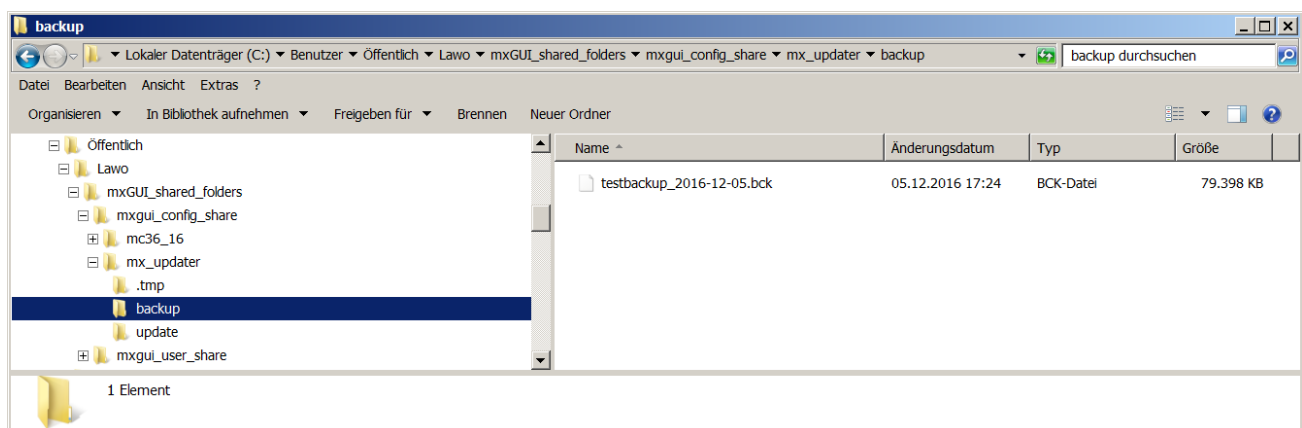 backup
Lokaler Datenträger (C:) Benutzer Öffentlich Lawo mxGUI_shared_folders mxgui_config_share mx_updater backup
backup durchsuchen
Datei Bearbeiten Ansicht Extras ?
Organisieren In Bibliothek aufnehmen Freigeben für Brennen Neuer Ordner
Öffentlich
Lawo
mxGUI_shared_folders
mxgui_config_share
mc36_16
mx_updater
.tmp
backup
update
mxgui_user_share
Name Änderungsdatum Typ Größe
testbackup_2016-12-05.bck 05.12.2016 17:24 BCK-Datei 79.398 KB
1 Element